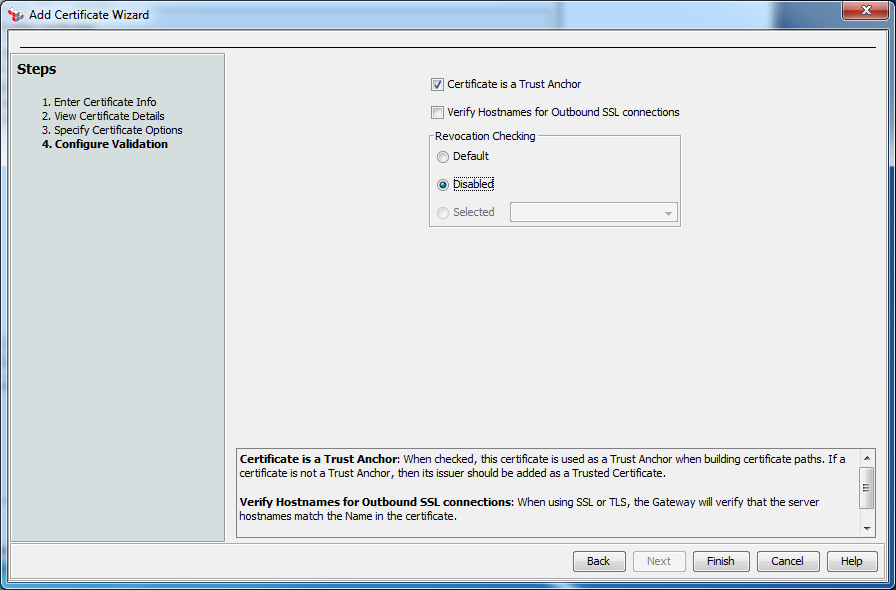 Add Certificate Wizard
Steps
1. Enter Certificate Info
2. View Certificate Details
3. Specify Certificate Options
4. Configure Validation
Certificate is a Trust Anchor
Verify Hostnames for Outbound SSL connections
Revocation Checking
Default
Disabled
Selected
Certificate is a Trust Anchor: When checked, this certificate is used as a Trust Anchor when building certificate paths. If a
certificate is not a Trust Anchor, then its issuer should be added as a Trusted Certificate.
Verify Hostnames for Outbound SSL connections: When using SSL or TLS, the Gateway will verify that the server
hostnames match the Name in the certificate.
Back Next Finish Cancel Help